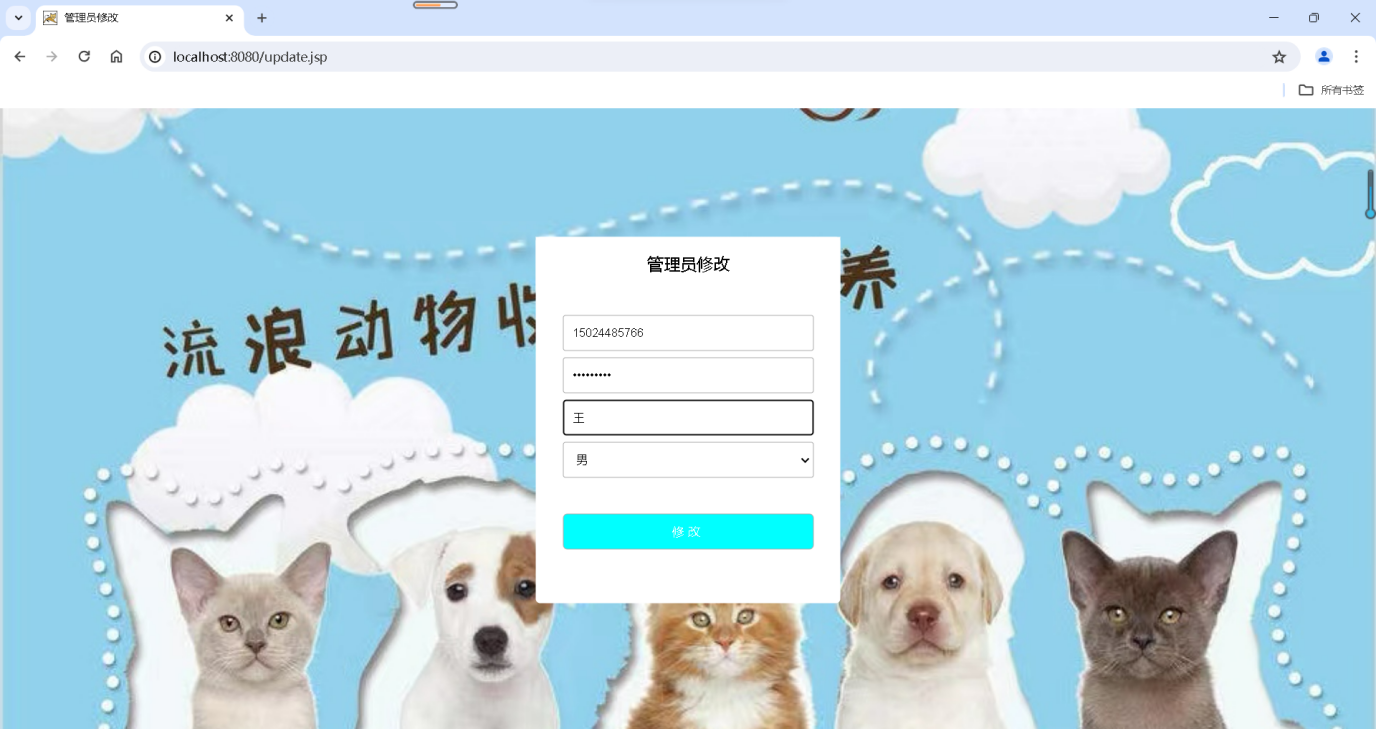 管理员修改
localhost:8080/update.jsp
所有书签
管理员修改
流浪动物收
养
15024485766
•••••••••
王
男
修 改